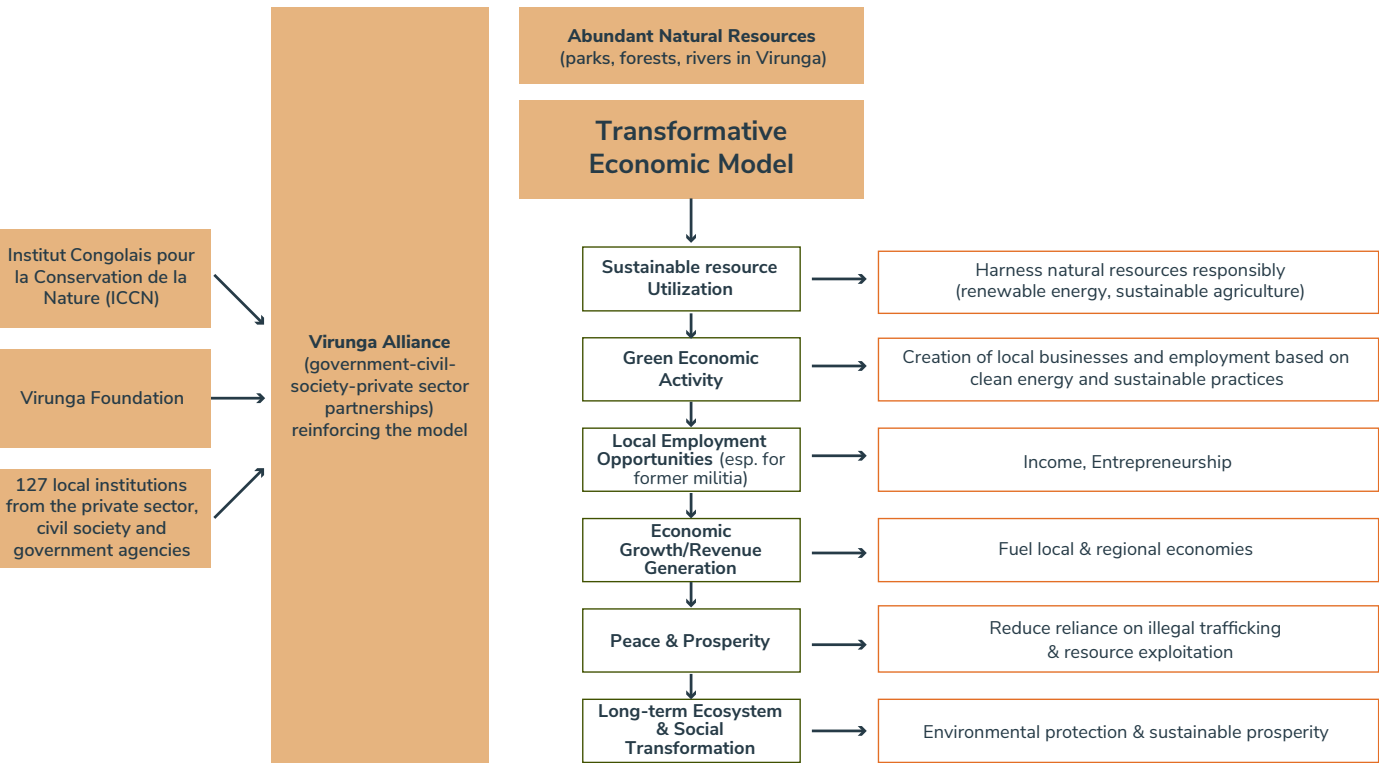 Abundant Natural Resources
(parks, forests, rivers in Virunga)
Transformative
Economic Model
Institut Congolais pour
la Conservation de la
Nature (ICCN)
Virunga Foundation
127 local institutions
from the private sector,
civil society and
government agencies
Virunga Alliance
(government-civil-
society-private sector
partnerships)
reinforcing the model
Sustainable resource
Utilization
Harness natural resources responsibly
(renewable energy, sustainable agriculture)
Green Economic
Activity
Creation of local businesses and employment based on
clean energy and sustainable practices
Local Employment
Opportunities (esp. for
former militia)
Income, Entrepreneurship
Economic
Growth/Revenue
Generation
Fuel local & regional economies
Peace & Prosperity
Reduce reliance on illegal trafficking
& resource exploitation
Long-term Ecosystem
& Social
Transformation
Environmental protection & sustainable prosperity